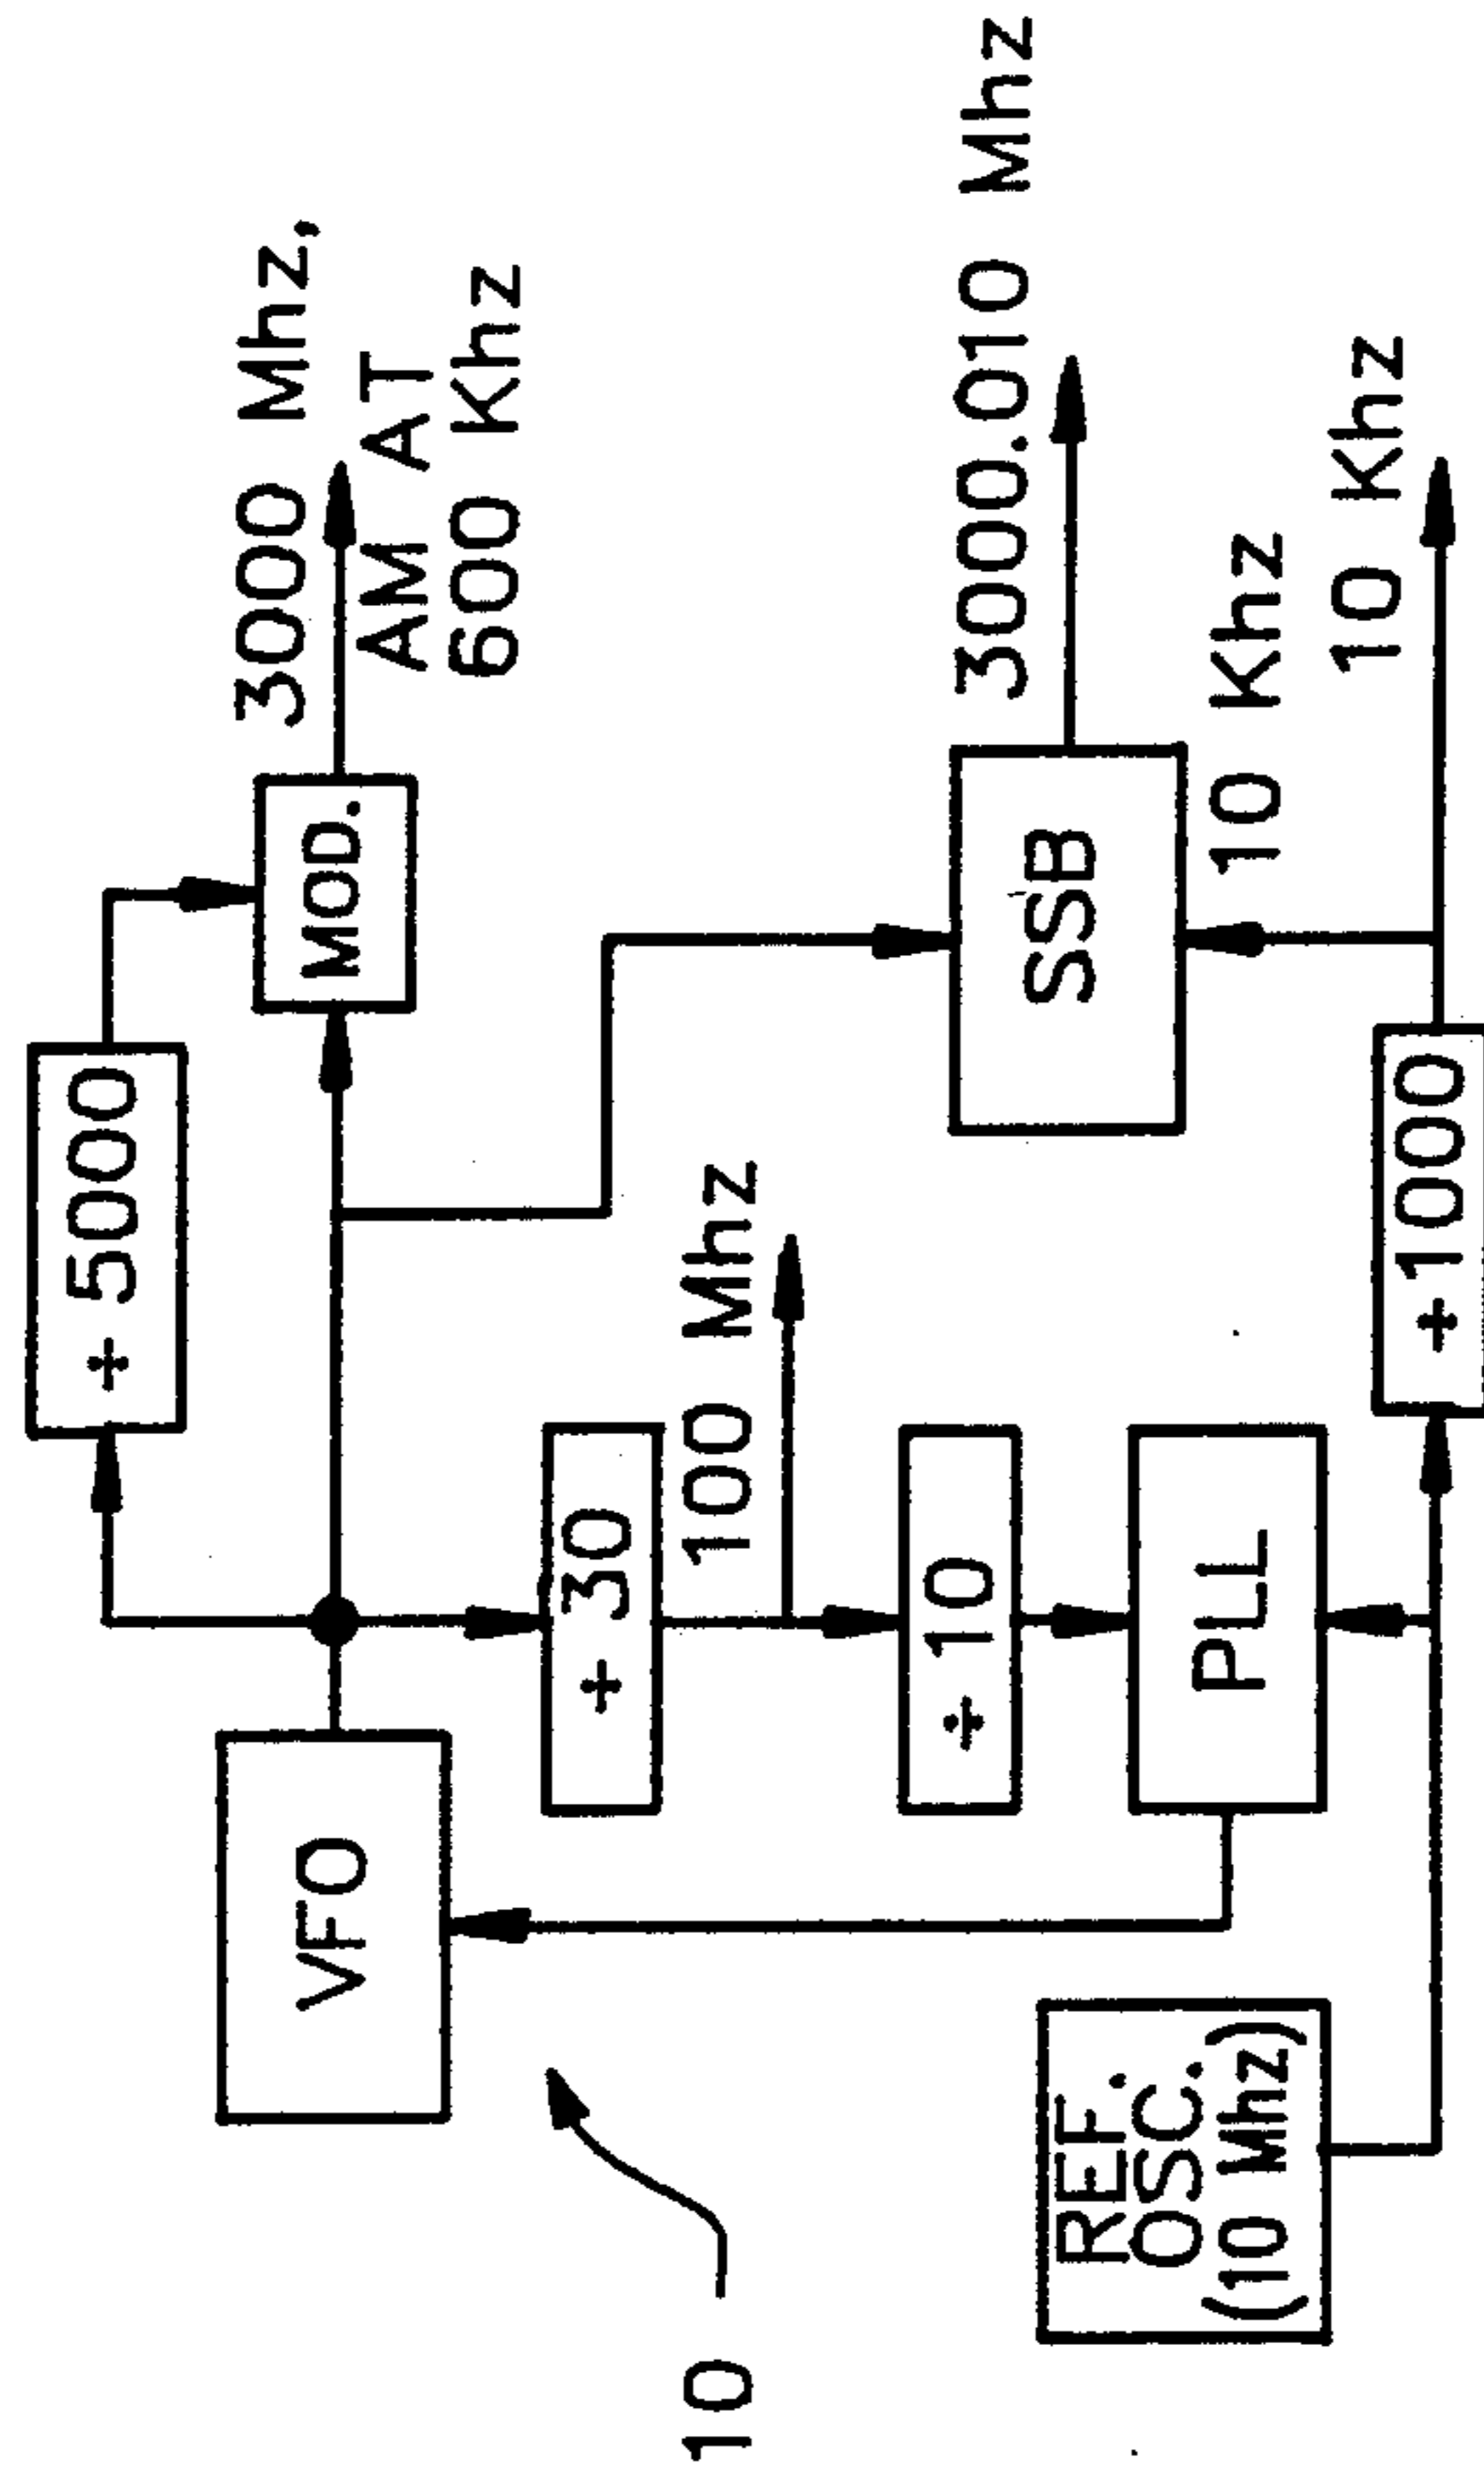 ÷ 5000
MOD.
3000 Mhz,
AM AT
600 Khz
VFO
÷ 30
100 Mhz
÷ 10
PLL
SSB
3000.010 Mhz
10 Khz
10 Khz
÷1000
REF.
OSC.
(10 Mhz)
10